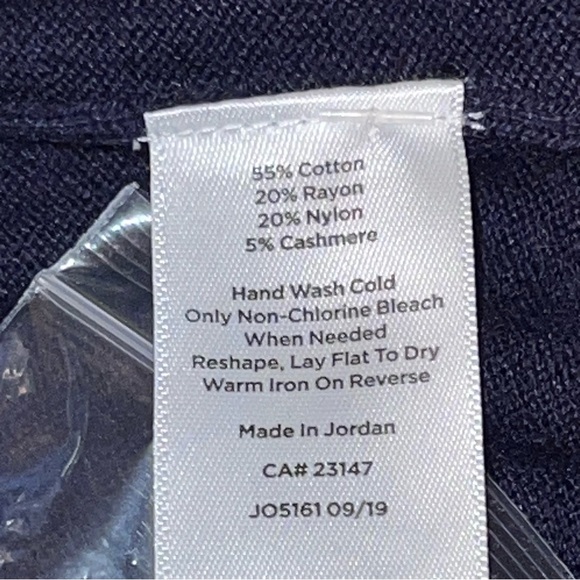 55% Cotton
20% Rayon
20% Nylon
5% Cashmere
Hand Wash Cold
Only Non-Chlorine Bleach
When Needed
Reshape, Lay Flat To Dry
Warm Iron On Reverse
Made In Jordan
CA# 23147
JO5161 09/19